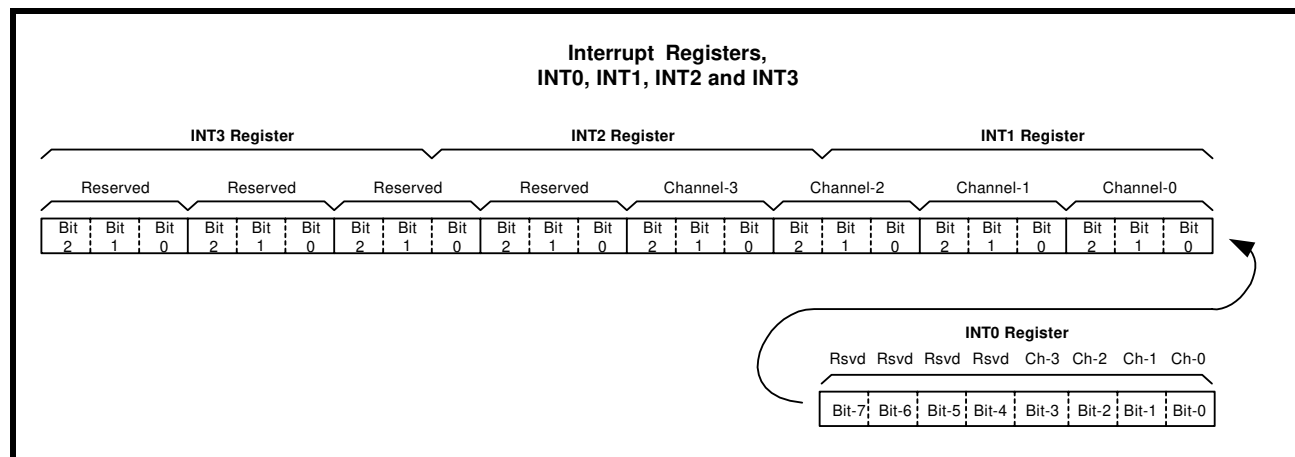 Interrupt Registers,
INT0, INT1, INT2 and INT3
INT3 Register INT2 Register INT1 Register
Reserved Reserved Reserved Reserved Channel-3 Channel-2 Channel-1 Channel-0
Bit Bit Bit Bit Bit Bit Bit Bit Bit Bit Bit Bit Bit Bit Bit Bit Bit Bit Bit Bit Bit Bit Bit Bit
2 1 0 2 1 0 2 1 0 2 1 0 2 1 0 2 1 0 2 1 0 2 1 0
INT0 Register
Rsvd Rsvd Rsvd Rsvd Ch-3 Ch-2 Ch-1 Ch-0
Bit-7 Bit-6 Bit-5 Bit-4 Bit-3 Bit-2 Bit-1 Bit-0